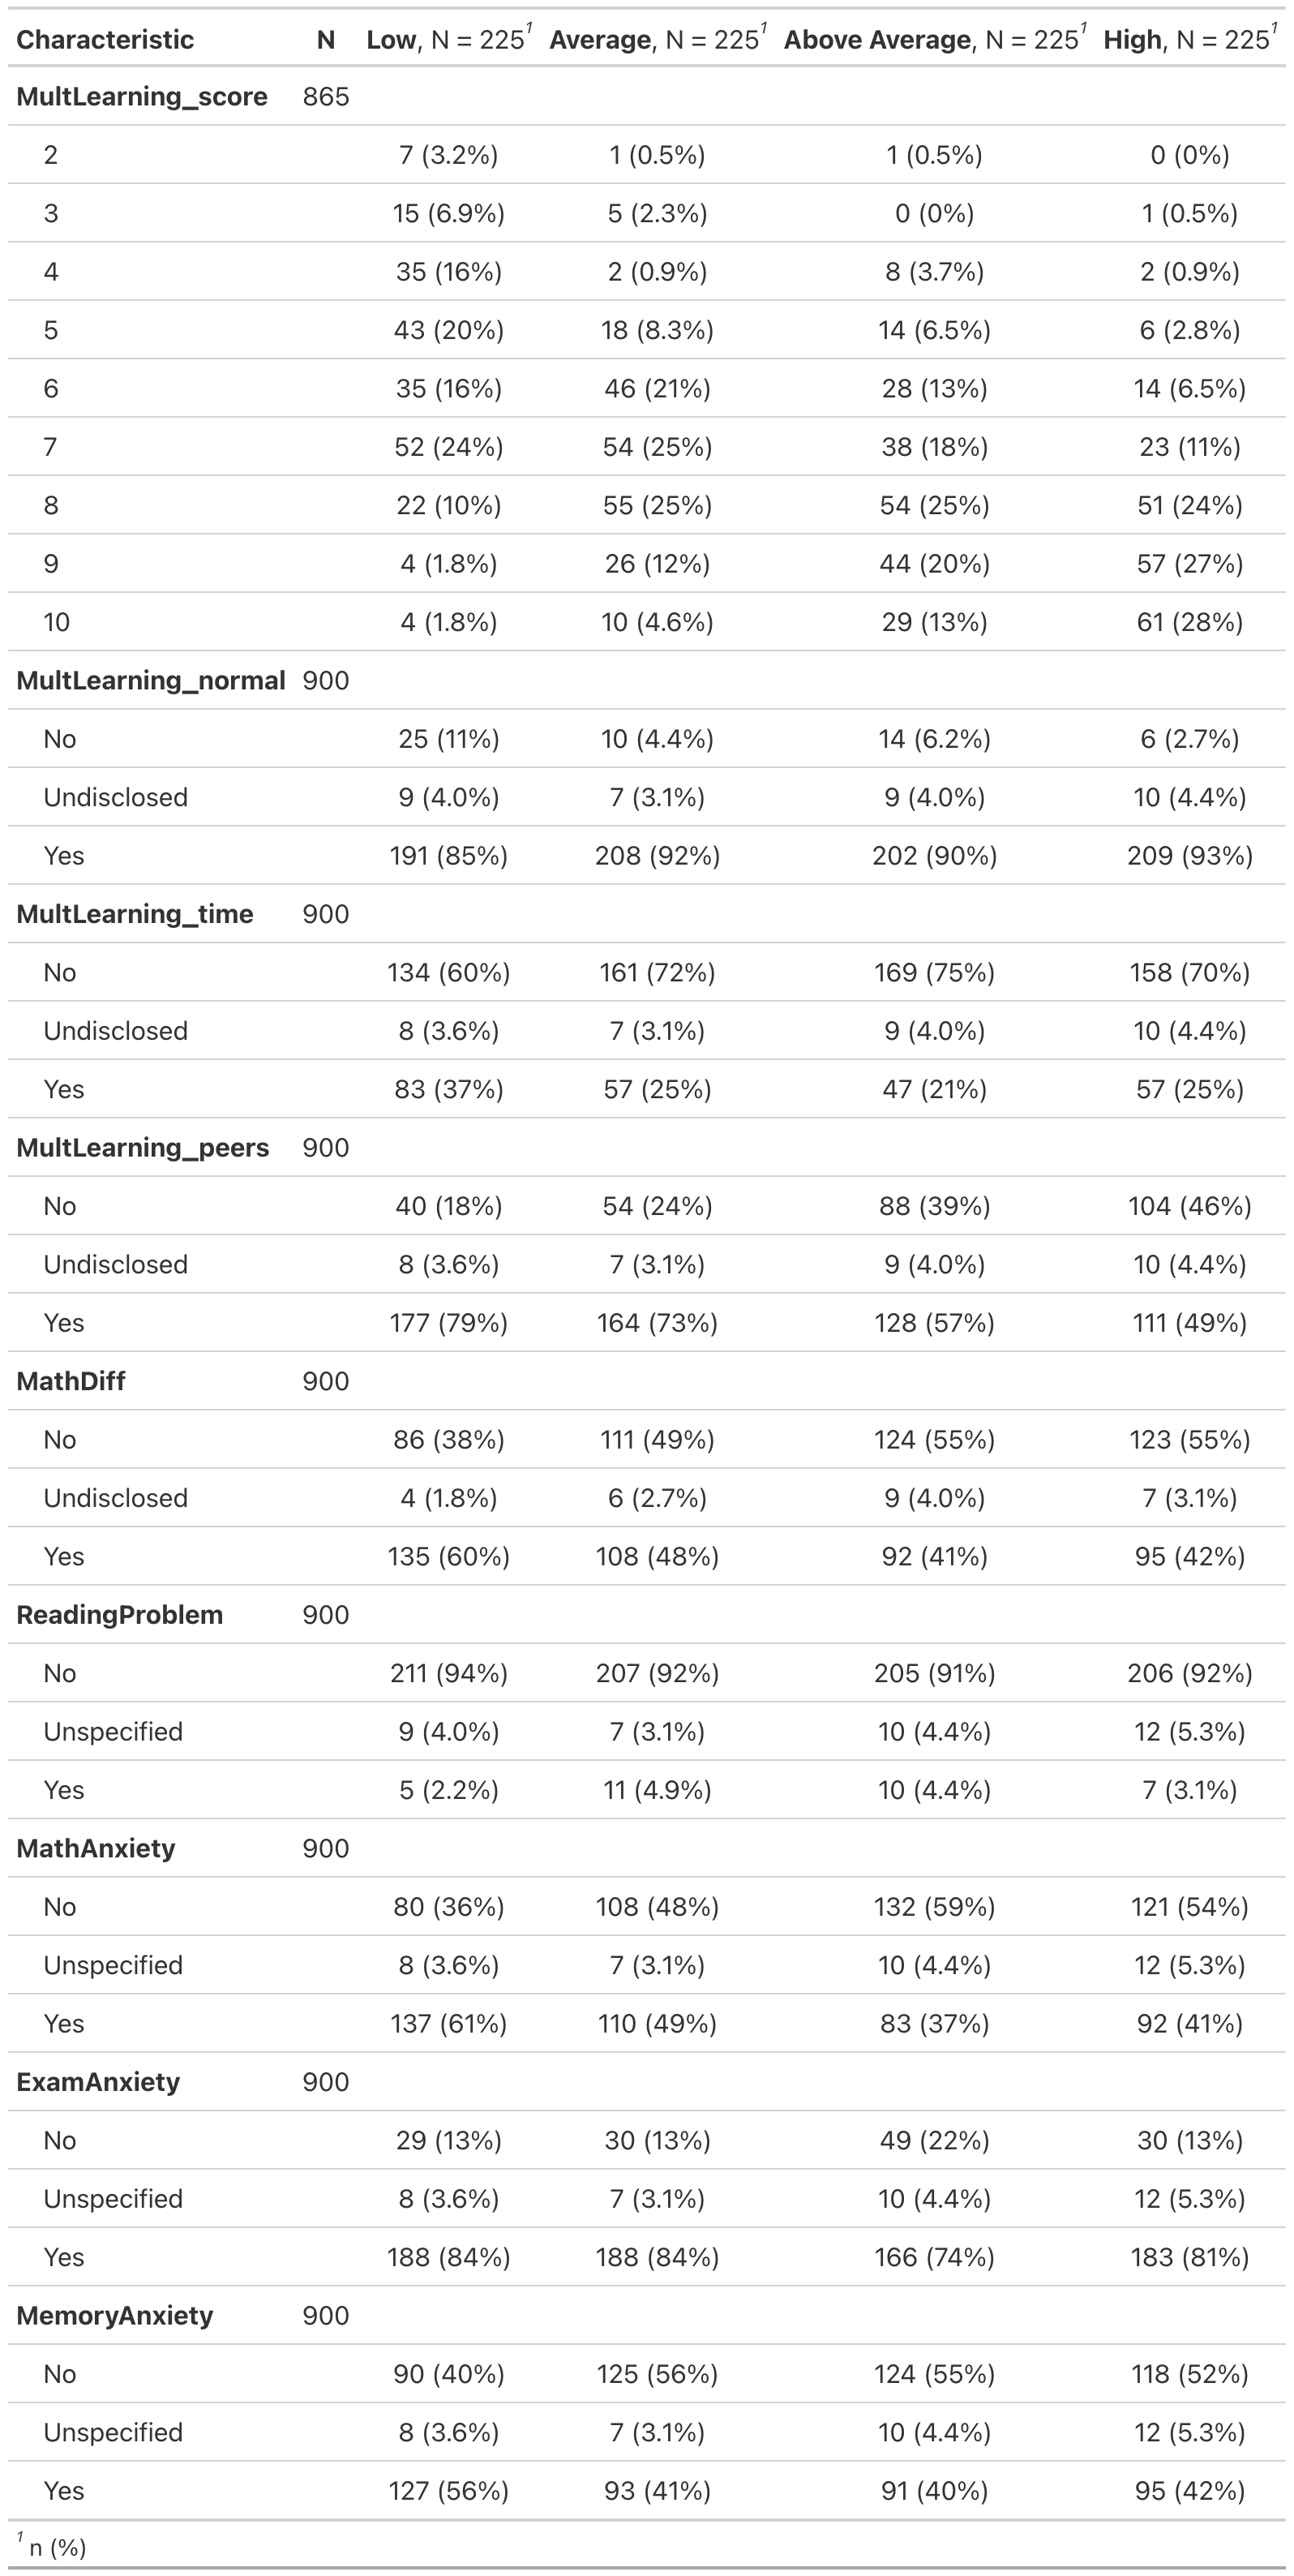 Characteristic N Low, N = 225¹ Average, N = 225¹ Above Average, N = 225¹ High, N = 225¹
MultLearning_score 865
2 7 (3.2%) 1 (0.5%) 1 (0.5%) 0 (0%)
3 15 (6.9%) 5 (2.3%) 0 (0%) 1 (0.5%)
4 35 (16%) 2 (0.9%) 8 (3.7%) 2 (0.9%)
5 43 (20%) 18 (8.3%) 14 (6.5%) 6 (2.8%)
6 35 (16%) 46 (21%) 28 (13%) 14 (6.5%)
7 52 (24%) 54 (25%) 38 (18%) 23 (11%)
8 22 (10%) 55 (25%) 54 (25%) 51 (24%)
9 4 (1.8%) 26 (12%) 44 (20%) 57 (27%)
10 4 (1.8%) 10 (4.6%) 29 (13%) 61 (28%)
MultLearning_normal 900
No 25 (11%) 10 (4.4%) 14 (6.2%) 6 (2.7%)
Undisclosed 9 (4.0%) 7 (3.1%) 9 (4.0%) 10 (4.4%)
Yes 191 (85%) 208 (92%) 202 (90%) 209 (93%)
MultLearning_time 900
No 134 (60%) 161 (72%) 169 (75%) 158 (70%)
Undisclosed 8 (3.6%) 7 (3.1%) 9 (4.0%) 10 (4.4%)
Yes 83 (37%) 57 (25%) 47 (21%) 57 (25%)
MultLearning_peers 900
No 40 (18%) 54 (24%) 88 (39%) 104 (46%)
Undisclosed 8 (3.6%) 7 (3.1%) 9 (4.0%) 10 (4.4%)
Yes 177 (79%) 164 (73%) 128 (57%) 111 (49%)
MathDiff 900
No 86 (38%) 111 (49%) 124 (55%) 123 (55%)
Undisclosed 4 (1.8%) 6 (2.7%) 9 (4.0%) 7 (3.1%)
Yes 135 (60%) 108 (48%) 92 (41%) 95 (42%)
ReadingProblem 900
No 211 (94%) 207 (92%) 205 (91%) 206 (92%)
Unspecified 9 (4.0%) 7 (3.1%) 10 (4.4%) 12 (5.3%)
Yes 5 (2.2%) 11 (4.9%) 10 (4.4%) 7 (3.1%)
MathAnxiety 900
No 80 (36%) 108 (48%) 132 (59%) 121 (54%)
Unspecified 8 (3.6%) 7 (3.1%) 10 (4.4%) 12 (5.3%)
Yes 137 (61%) 110 (49%) 83 (37%) 92 (41%)
ExamAnxiety 900
No 29 (13%) 30 (13%) 49 (22%) 30 (13%)
Unspecified 8 (3.6%) 7 (3.1%) 10 (4.4%) 12 (5.3%)
Yes 188 (84%) 188 (84%) 166 (74%) 183 (81%)
MemoryAnxiety 900
No 90 (40%) 125 (56%) 124 (55%) 118 (52%)
Unspecified 8 (3.6%) 7 (3.1%) 10 (4.4%) 12 (5.3%)
Yes 127 (56%) 93 (41%) 91 (40%) 95 (42%)
¹ n (%)